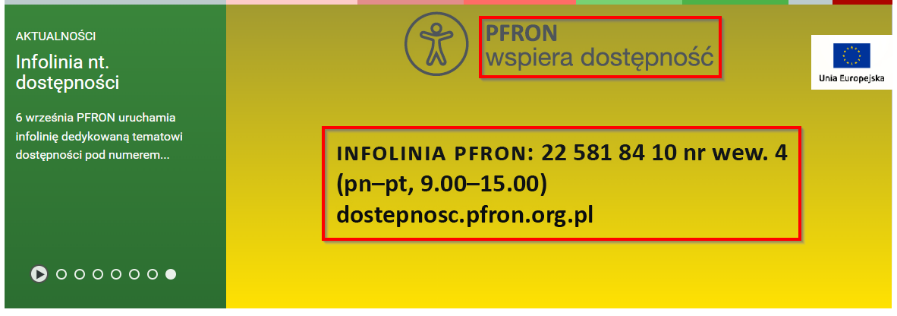 AKTUALNOŚCI
Infolinia nt.
dostępności
6 września PFRON uruchamia
infolinię dedykowaną tematowi
dostępności pod numerem...
PFRON
wspiera dostępność
Unia Europejska
INFOLINIA PFRON: 22 581 84 10 nr wew. 4
(pn–pt, 9.00–15.00)
dostepnosc.pfron.org.pl